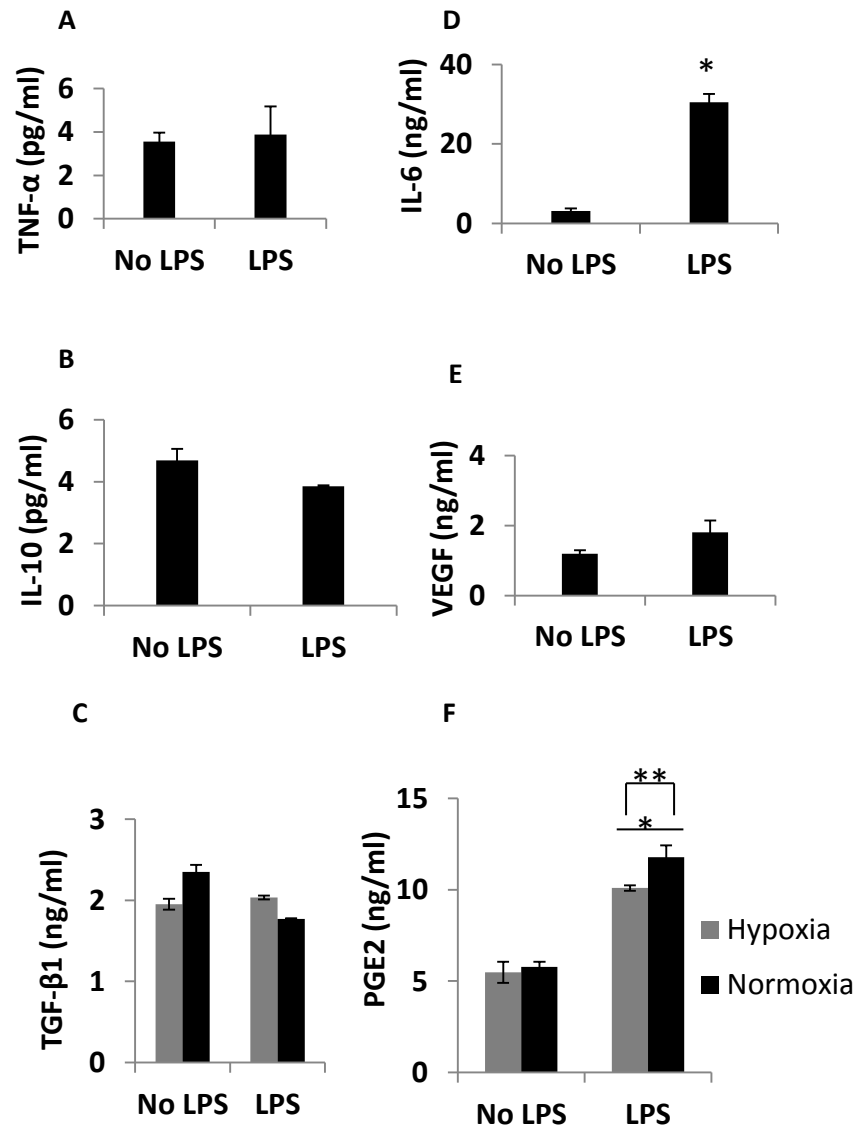 A
TNF-α (pg/ml)
6
4
2
0
No LPS LPS
D
IL-6 (ng/ml)
40
20
0
*
No LPS LPS
B
IL-10 (pg/ml)
6
4
2
0
No LPS LPS
E
VEGF (ng/ml)
4
2
0
No LPS LPS
C
TGF-β1 (ng/ml)
3
2
1
0
No LPS LPS
F
PGE2 (ng/ml)
15
10
5
0
**
*
No LPS LPS
Hypoxia
Normoxia